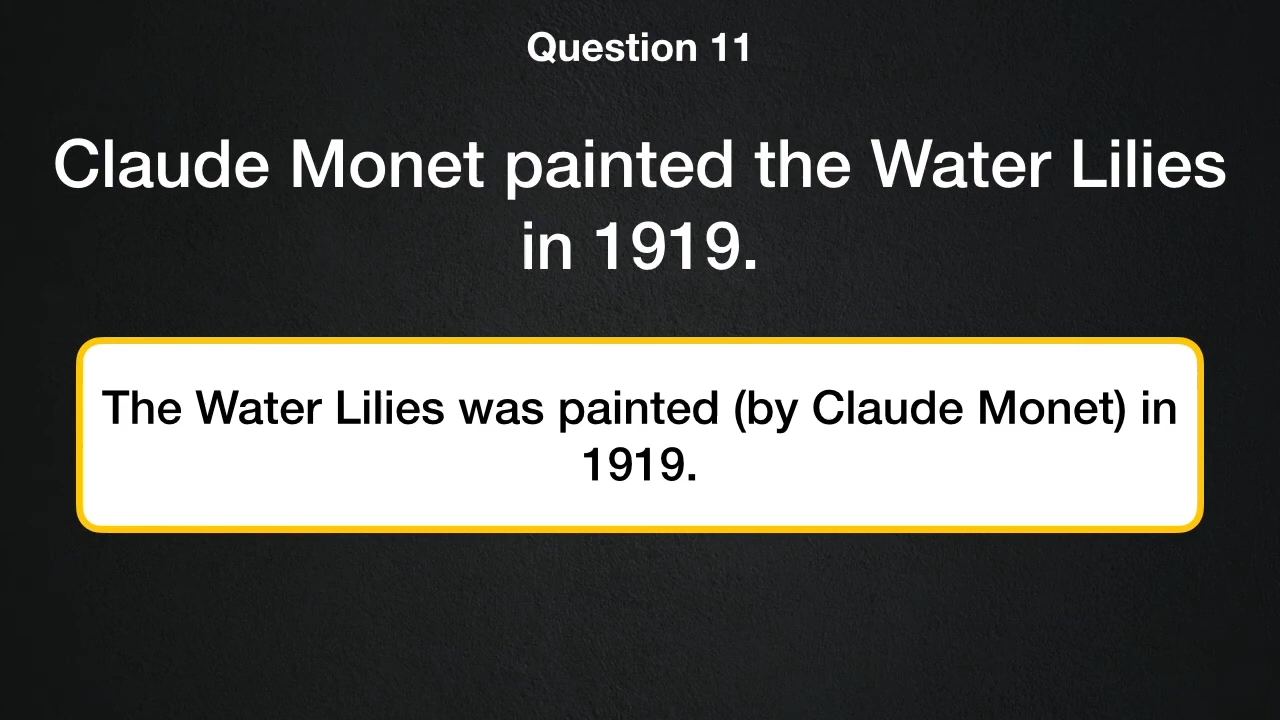 Question 11
Claude Monet painted the Water Lilies
in 1919.
The Water Lilies was painted (by Claude Monet) in
1919.